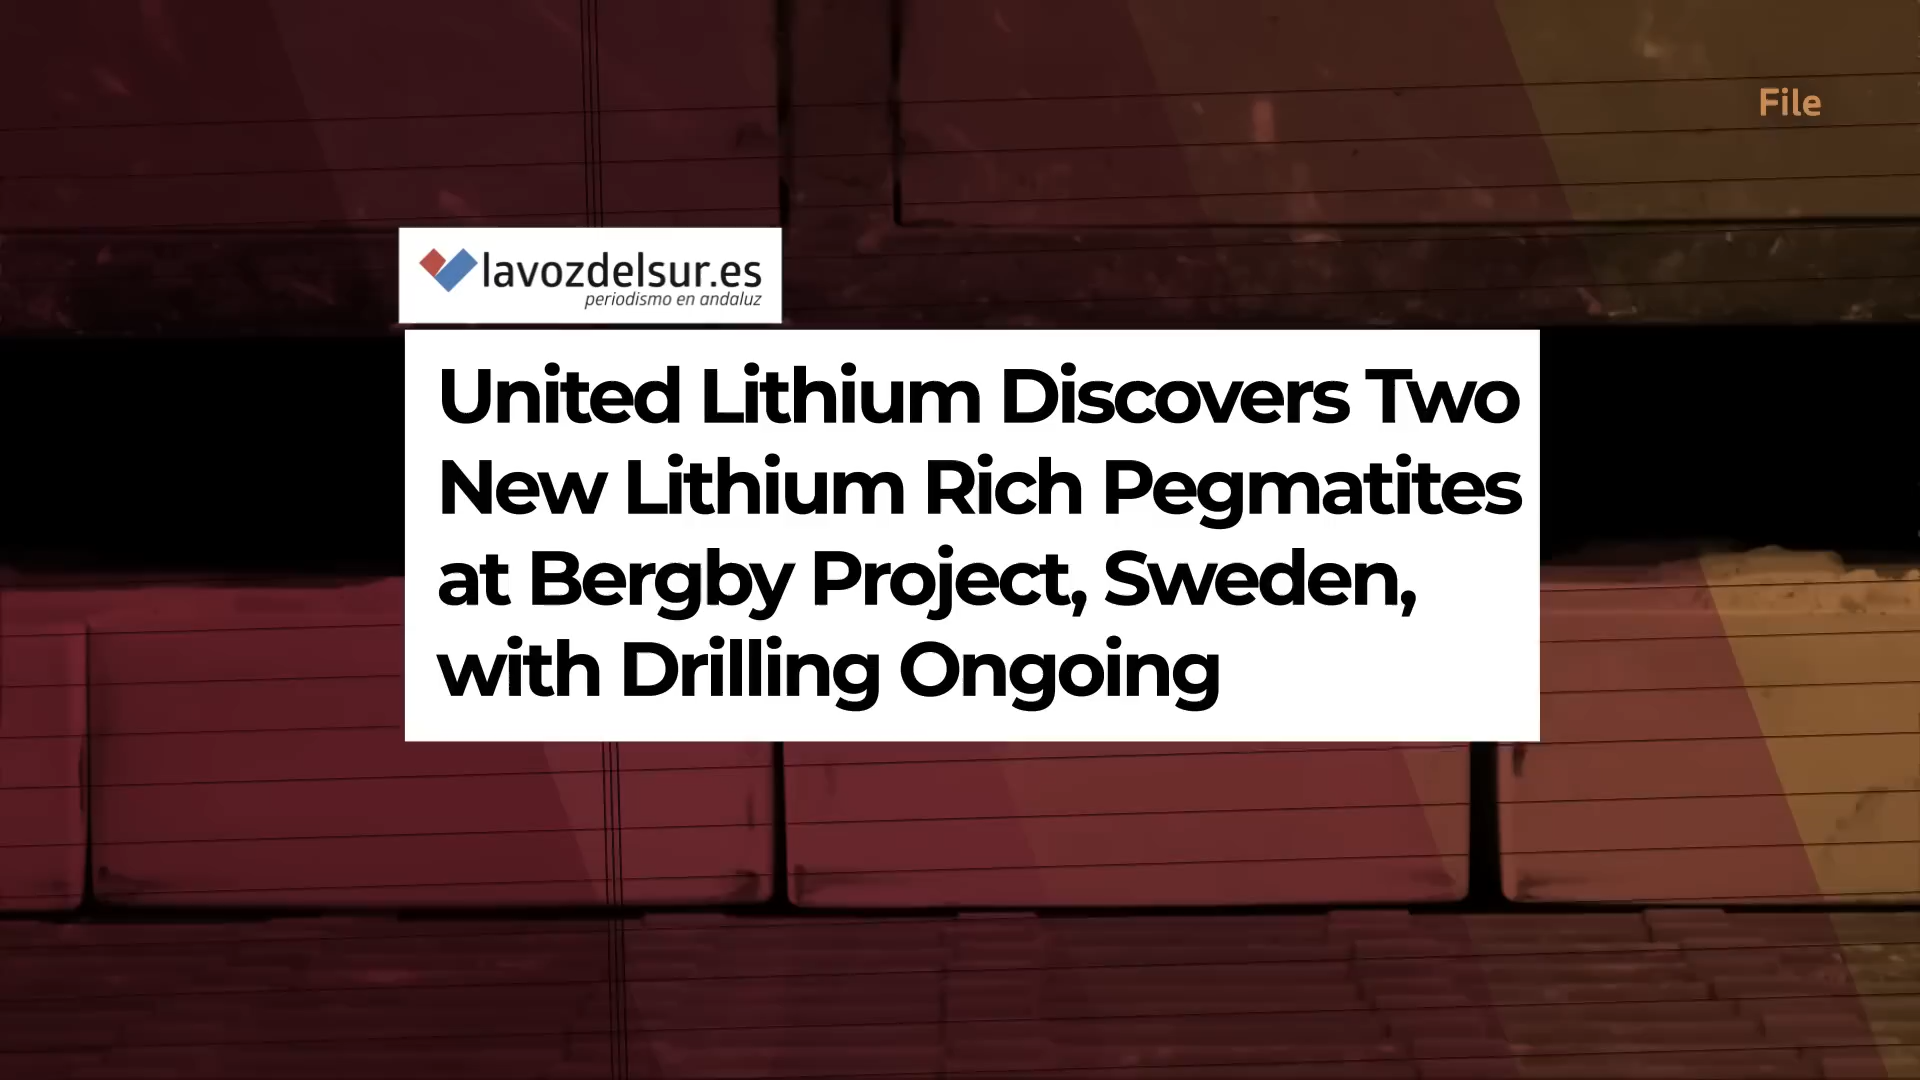 File
lavozdelsur.es
periodismo en andaluz
United Lithium Discovers Two
New Lithium Rich Pegmatites
at Bergby Project, Sweden,
with Drilling Ongoing